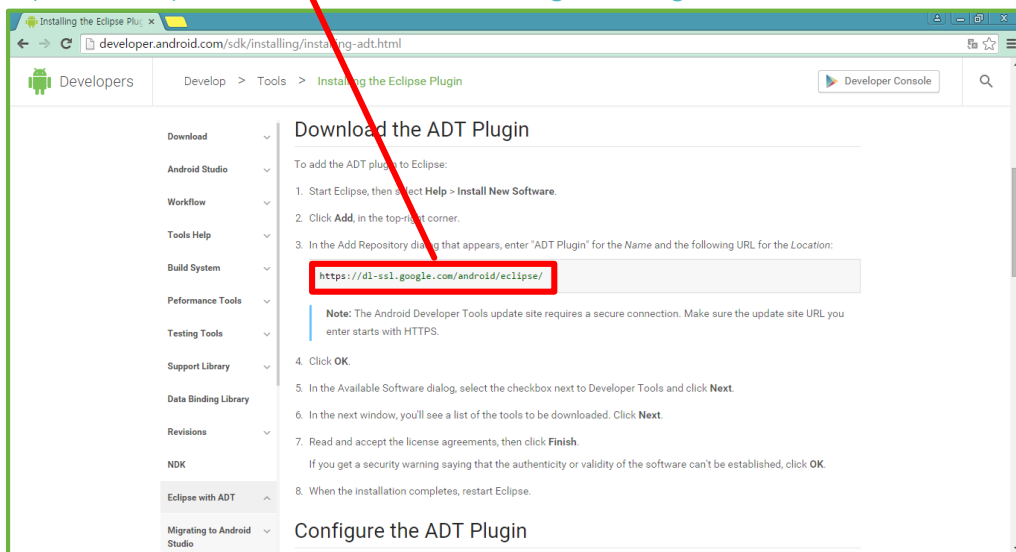 Installing the Eclipse Plug
developer.android.com/sdk/installing/installing-adt.html
Developers
Develop > Tools > Installing the Eclipse Plugin
Developer Console
Download
Android Studio
Workflow
Tools Help
Build System
Peformance Tools
Testing Tools
Support Library
Data Binding Library
Revisions
NDK
Eclipse with ADT
Migrating to Android
Studio
Download the ADT Plugin
To add the ADT plugin to Eclipse:
1. Start Eclipse, then select Help > Install New Software.
2. Click Add, in the top-right corner.
3. In the Add Repository dialog that appears, enter "ADT Plugin" for the Name and the following URL for the Location:
https://dl-ssl.google.com/android/eclipse/
Note: The Android Developer Tools update site requires a secure connection. Make sure the update site URL you
enter starts with HTTPS.
4. Click OK.
5. In the Available Software dialog, select the checkbox next to Developer Tools and click Next.
6. In the next window, you'll see a list of the tools to be downloaded. Click Next.
7. Read and accept the license agreements, then click Finish.
If you get a security warning saying that the authenticity or validity of the software can't be established, click OK.
8. When the installation completes, restart Eclipse.
Configure the ADT Plugin